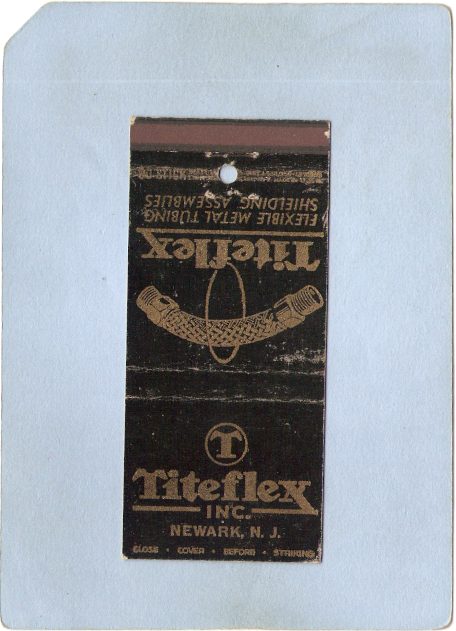 FLEXIBLE METAL TUBING
SHIELDING ASSEMBLIES
Titeflex
T
Titeflex
INC.
NEWARK, N. J.
CLOSE • COVER • BEFORE • STRIKING